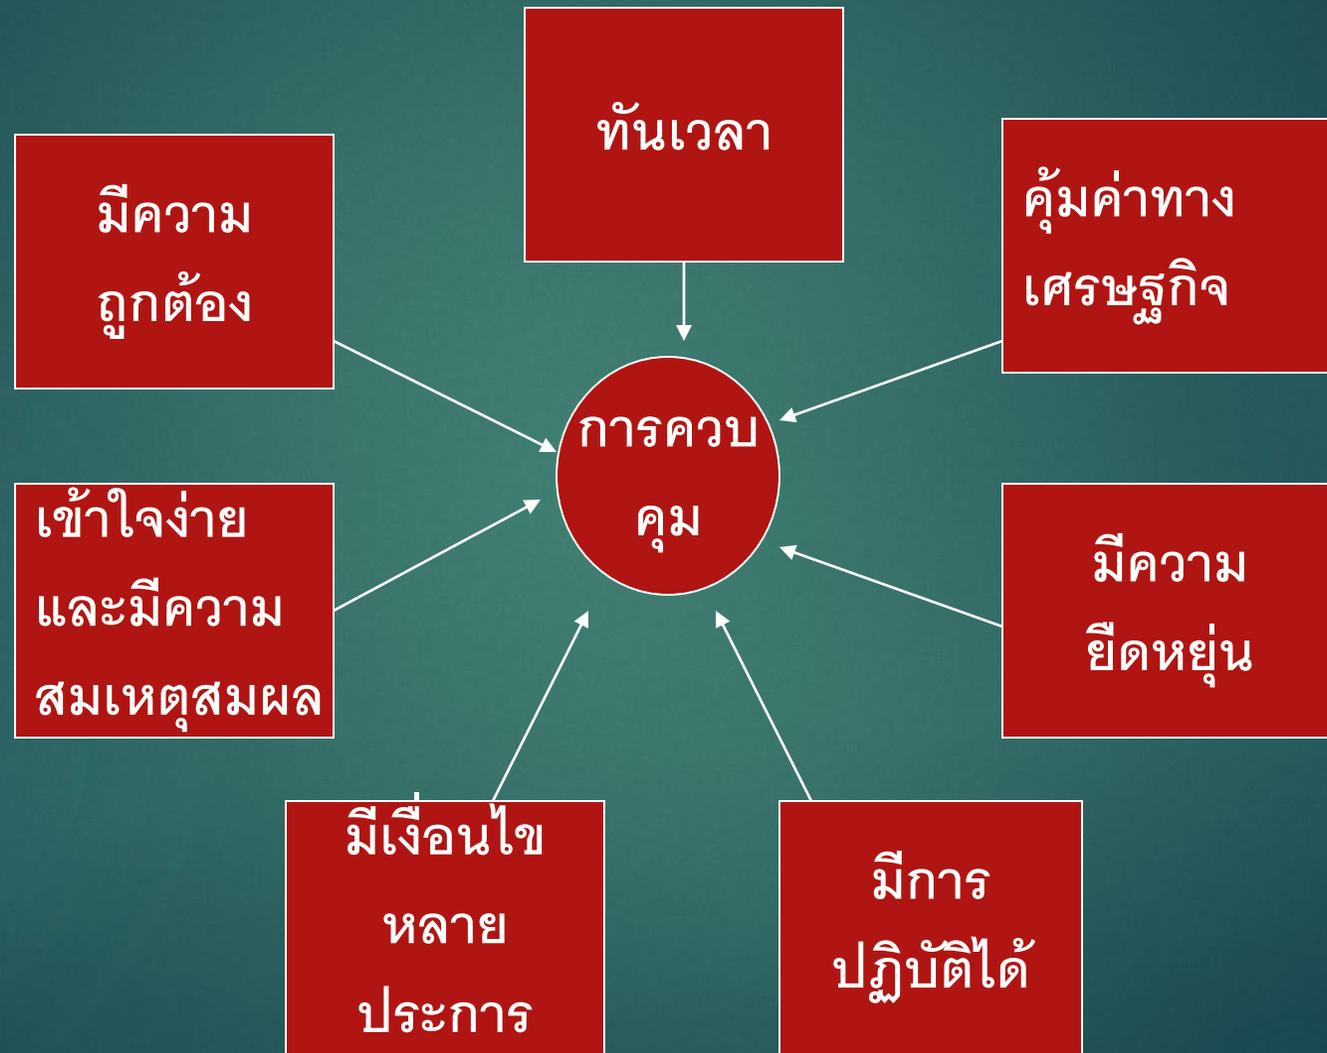 ทันเวลา
มีความ
ถูกต้อง
คุ้มค่าทาง
เศรษฐกิจ
การควบ
คุม
เข้าใจง่าย
และมีความ
สมเหตุสมผล
มีความ
ยืดหยุ่น
มีเงื่อนไข
หลาย
ประการ
มีการ
ปฏิบัติได้